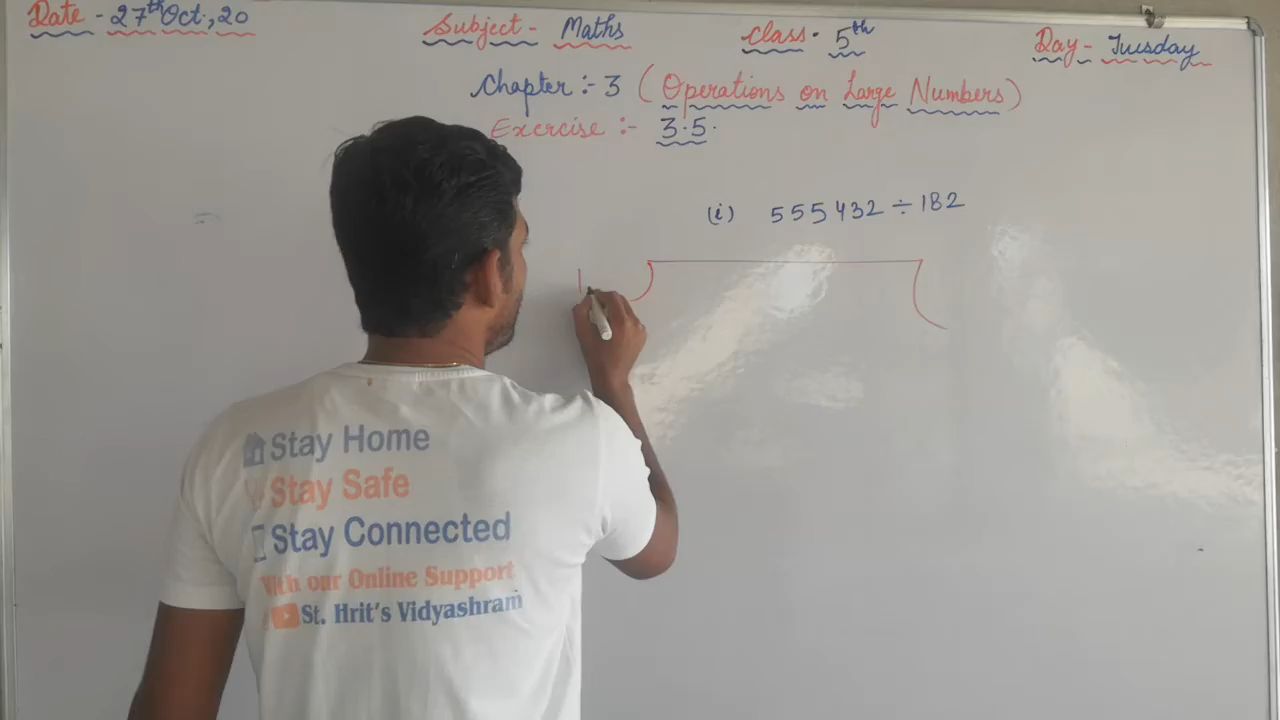 Date - 27th Oct, 20 Subject - Maths Class - 5th Day - Tuesday
Chapter :- 3 (Operations on Large Numbers)
Exercise :- 3.5.
(i) 555432 ÷ 182
Stay Home
Stay Safe
Stay Connected
With our Online Support
St. Hrit's Vidyashram